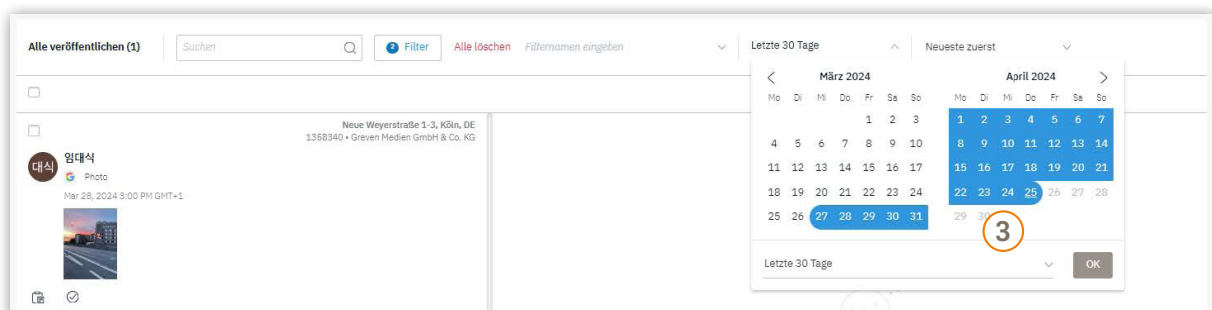 Alle veröffentlichen (1)
Suchen
2 Filter
Alle löschen
Filternamen eingeben
Letzte 30 Tage
Neueste zuerst
März 2024
Mo Di Mi Do Fr Sa So
1 2 3
4 5 6 7 8 9 10
11 12 13 14 15 16 17
18 19 20 21 22 23 24
25 26 27 28 29 30 31
April 2024
Mo Di Mi Do Fr Sa So
1 2 3 4 5 6 7
8 9 10 11 12 13 14
15 16 17 18 19 20 21
22 23 24 25 26 27 28
29 30
3
Letzte 30 Tage
OK
Neue Weyerstraße 1-3, Köln, DE
1358340 • Greven Medien GmbH & Co. KG
대식
임대식
G Photo
Mar 28, 2024 3:00 PM GMT+1